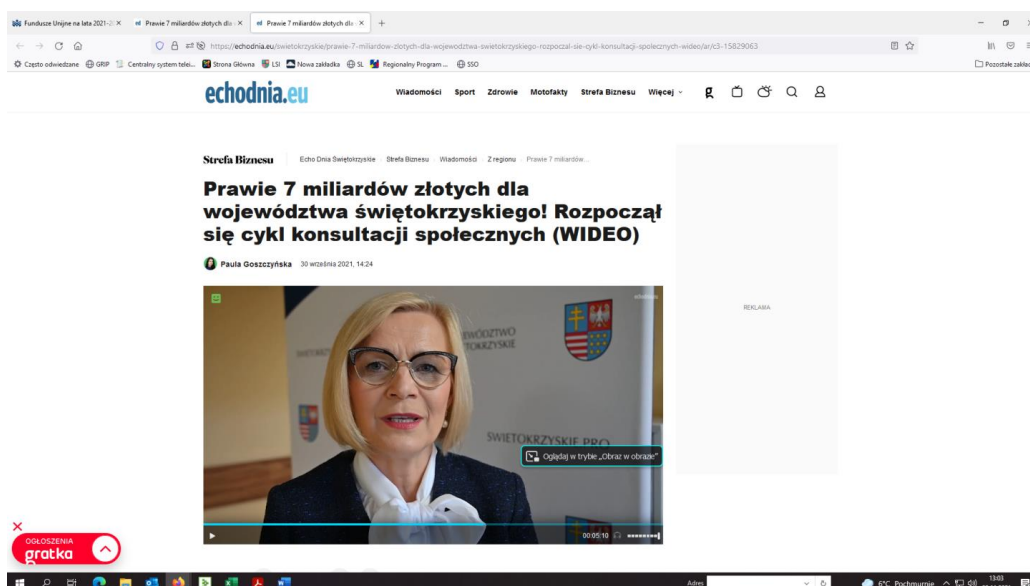 Fundusze Unijne na lata 2021-20
Prawie 7 miliardów złotych dla
Prawie 7 miliardów złotych dla
https://echodnia.eu/swietokrzyskie/prawie-7-miliardow-zlotych-dla-wojewodztwa-swietokrzyskiego-rozpoczal-sie-cykl-konsultacji-spolecznych-wideo/ar/c3-15829063
Często odwiedzane GRIP Centralny system telei... Strona Główna LSI Nowa zakładka SL Regionalny Program ... SSO Pozostałe zakład
echodnia.eu
Wiadomości Sport Zdrowie Motofakty Strefa Biznesu Więcej
Strefa Biznesu
Echo Dnia Świętokrzyskie Strefa Biznesu Wiadomości Z regionu Prawie 7 miliardów...
Prawie 7 miliardów złotych dla
województwa świętokrzyskiego! Rozpoczął
się cykl konsultacji społecznych (WIDEO)
Paula Goszczyńska 30 września 2021, 14:24
REKLAMA
SWIETOKRZYSKIE PRO
Oglądaj w trybie „Obraz w obrazie”
00:05:10
OGŁOSZENIA
gratka
Adres
6°C Pochmurnie
13:03